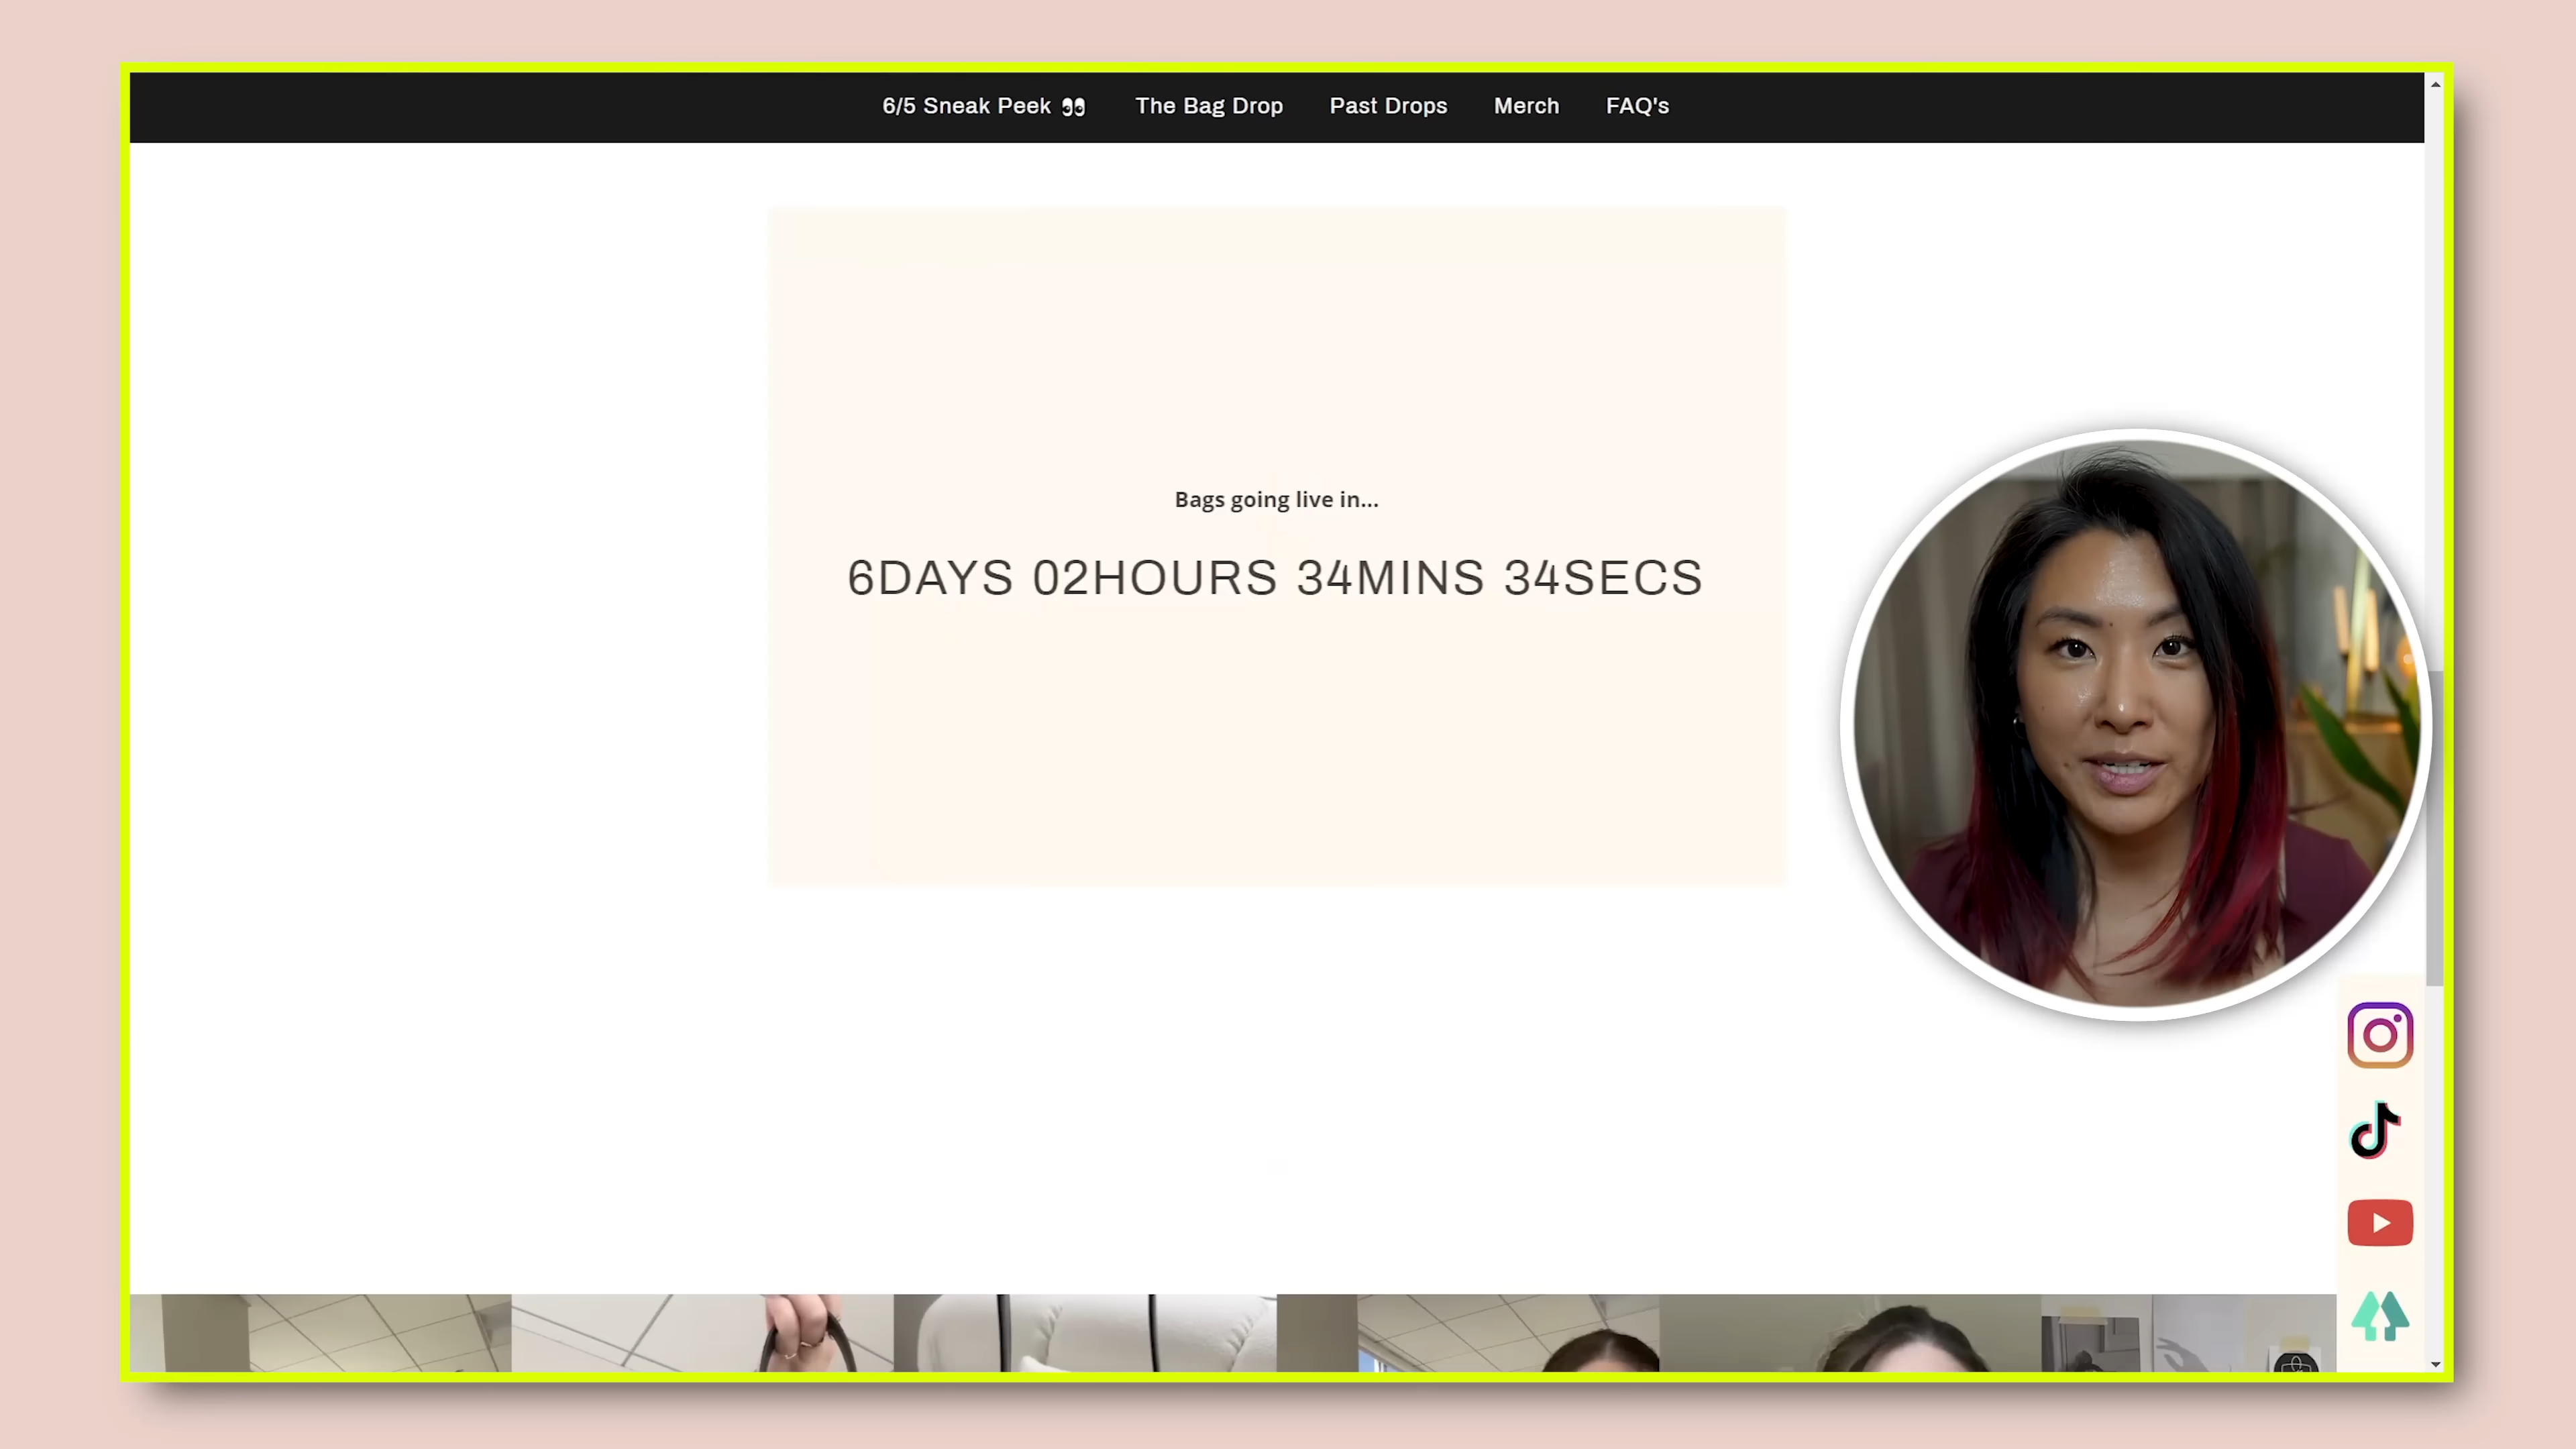 6/5 Sneak Peek 👀 The Bag Drop Past Drops Merch FAQ's
Bags going live in...
6DAYS 02HOURS 34MINS 34SECS